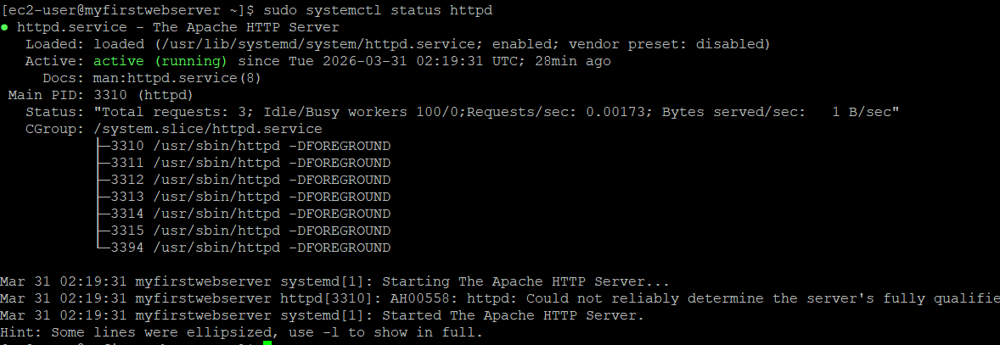 [ec2-user@myfirstwebserver ~]$ sudo systemctl status httpd
● httpd.service - The Apache HTTP Server
   Loaded: loaded (/usr/lib/systemd/system/httpd.service; enabled; vendor preset: disabled)
   Active: active (running) since Tue 2026-03-31 02:19:31 UTC; 28min ago
     Docs: man:httpd.service(8)
 Main PID: 3310 (httpd)
   Status: "Total requests: 3; Idle/Busy workers 100/0;Requests/sec: 0.00173; Bytes served/sec:   1 B/sec"
   CGroup: /system.slice/httpd.service
           ├─3310 /usr/sbin/httpd -DFOREGROUND
           ├─3311 /usr/sbin/httpd -DFOREGROUND
           ├─3312 /usr/sbin/httpd -DFOREGROUND
           ├─3313 /usr/sbin/httpd -DFOREGROUND
           ├─3314 /usr/sbin/httpd -DFOREGROUND
           ├─3315 /usr/sbin/httpd -DFOREGROUND
           └─3394 /usr/sbin/httpd -DFOREGROUND

Mar 31 02:19:31 myfirstwebserver systemd[1]: Starting The Apache HTTP Server...
Mar 31 02:19:31 myfirstwebserver httpd[3310]: AH00558: httpd: Could not reliably determine the server's fully qualifie
Mar 31 02:19:31 myfirstwebserver systemd[1]: Started The Apache HTTP Server.
Hint: Some lines were ellipsized, use -l to show in full.